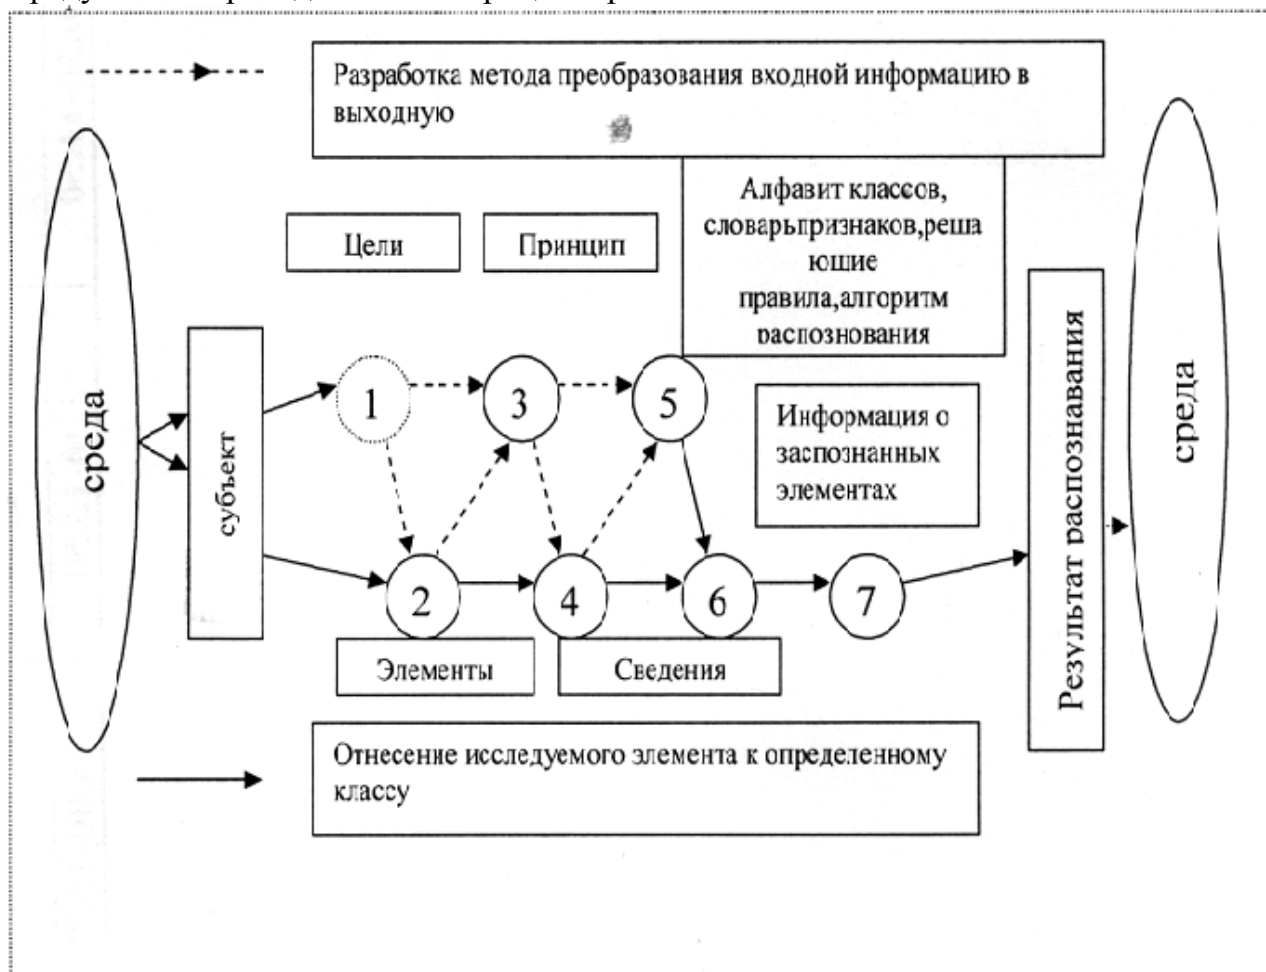 Разработка метода преобразования входной информацию в
выходную
Алфавит классов,
словарьпризнаков,реша
ющие
правила,алгоритм
распознования
Цели
Принцип
среда
субъект
1
3
5
Информация о
заспознанных
элементах
2
4
6
7
Элементы
Сведения
Результат распознавания
среда
Отнесение исследуемого элемента к определенному
классу